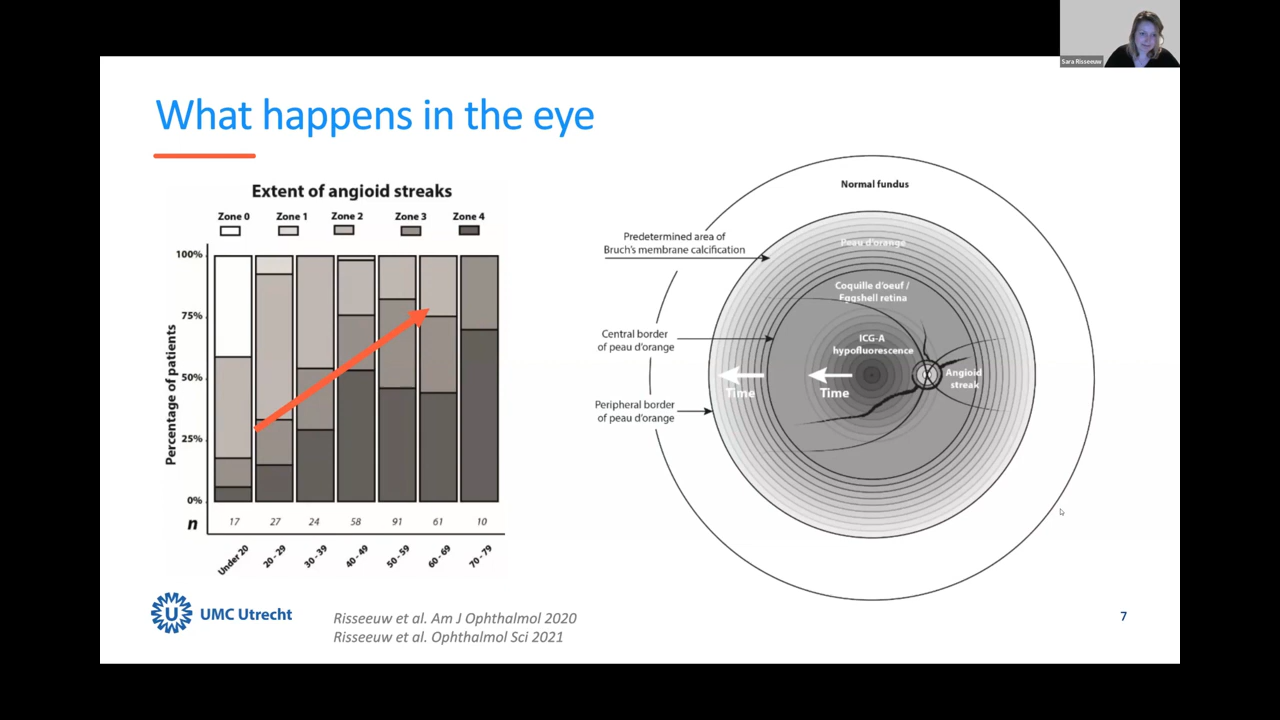 Sara Risseeuw
What happens in the eye
Extent of angioid streaks
Zone 0 Zone 1 Zone 2 Zone 3 Zone 4
100%
75%
50%
25%
0%
Percentage of patients
n 17 27 24 58 91 61 10
Under 20 20 - 29 30 - 39 40 - 49 50 - 59 60 - 69 70 - 79
Normal fundus
Predetermined area of
Bruch's membrane calcification
Peau d'orange
Coquille d'oeuf /
Eggshell retina
Central border
of peau d'orange
ICG-A
hypofluorescence
Angioid
streak
Time
Time
Peripheral border
of peau d'orange
UMC Utrecht
Risseeuw et al. Am J Ophthalmol 2020
Risseeuw et al. Ophthalmol Sci 2021
7